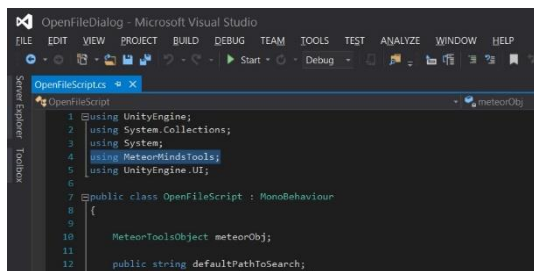 OpenFileDialog - Microsoft Visual Studio
FILE EDIT VIEW PROJECT BUILD DEBUG TEAM TOOLS TEST ANALYZE WINDOW HELP
Start Debug
Server Explorer
Toolbox
OpenFileScript.cs
OpenFileScript meteorObj
1 using UnityEngine;
2 using System.Collections;
3 using System;
4 using MeteorMindsTools;
5 using UnityEngine.UI;
6
7 public class OpenFileScript : MonoBehaviour
8 {
9
10 MeteorToolsObject meteorObj;
11
12 public string defaultPathToSearch;